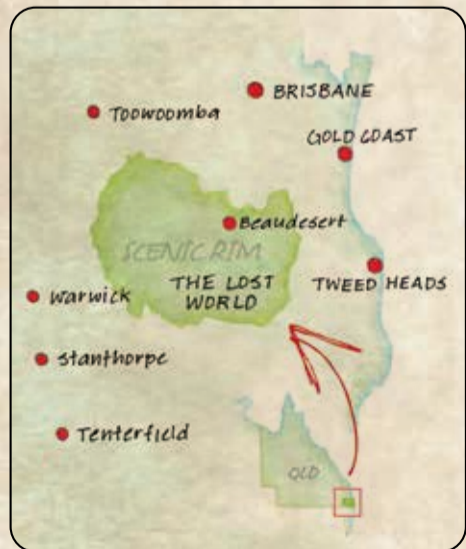 BRISBANE
Toowoomba
GOLD COAST
Beaudesert
SCENIC RIM
THE LOST
WORLD
TWEED HEADS
Warwick
Stanthorpe
Tenterfield
QLD